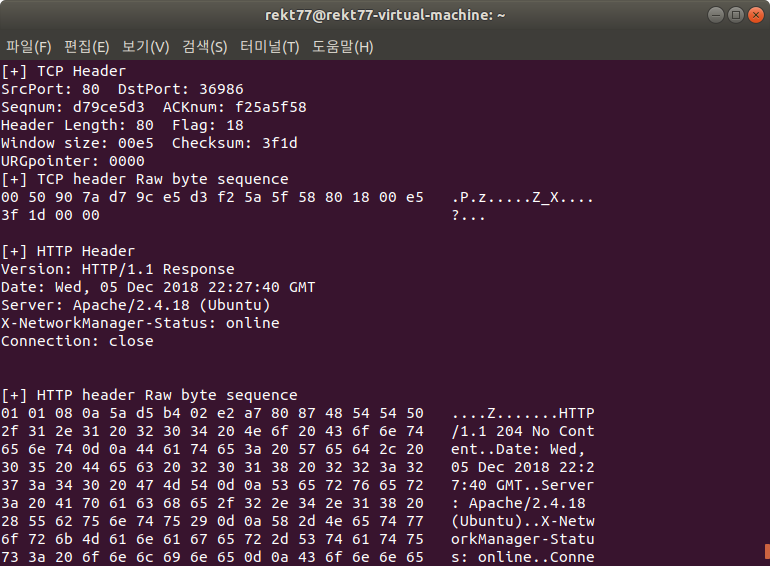 rekt77@rekt77-virtual-machine: ~
파일(F) 편집(E) 보기(V) 검색(S) 터미널(T) 도움말(H)
[+] TCP Header
SrcPort: 80  DstPort: 36986
Seqnum: d79ce5d3  ACKnum: f25a5f58
Header Length: 80  Flag: 18
Window size: 00e5  Checksum: 3f1d
URGpointer: 0000
[+] TCP header Raw byte sequence
00 50 90 7a d7 9c e5 d3 f2 5a 5f 58 80 18 00 e5   .P.z.....Z_X....
3f 1d 00 00   ?...
[+] HTTP Header
Version: HTTP/1.1 Response
Date: Wed, 05 Dec 2018 22:27:40 GMT
Server: Apache/2.4.18 (Ubuntu)
X-NetworkManager-Status: online
Connection: close
[+] HTTP header Raw byte sequence
01 01 08 0a 5a d5 b4 02 e2 a7 80 87 48 54 54 50   ....Z.......HTTP
2f 31 2e 31 20 32 30 34 20 4e 6f 20 43 6f 6e 74   /1.1 204 No Cont
65 6e 74 0d 0a 44 61 74 65 3a 20 57 65 64 2c 20   ent..Date: Wed,
30 35 20 44 65 63 20 32 30 31 38 20 32 32 3a 32   05 Dec 2018 22:2
37 3a 34 30 20 47 4d 54 0d 0a 53 65 72 76 65 72   7:40 GMT..Server
3a 20 41 70 61 63 68 65 2f 32 2e 34 2e 31 38 20   : Apache/2.4.18
28 55 62 75 6e 74 75 29 0d 0a 58 2d 4e 65 74 77   (Ubuntu)..X-Netw
6f 72 6b 4d 61 6e 61 67 65 72 2d 53 74 61 74 75   orkManager-Statu
73 3a 20 6f 6e 6c 69 6e 65 0d 0a 43 6f 6e 6e 65   s: online..Conne